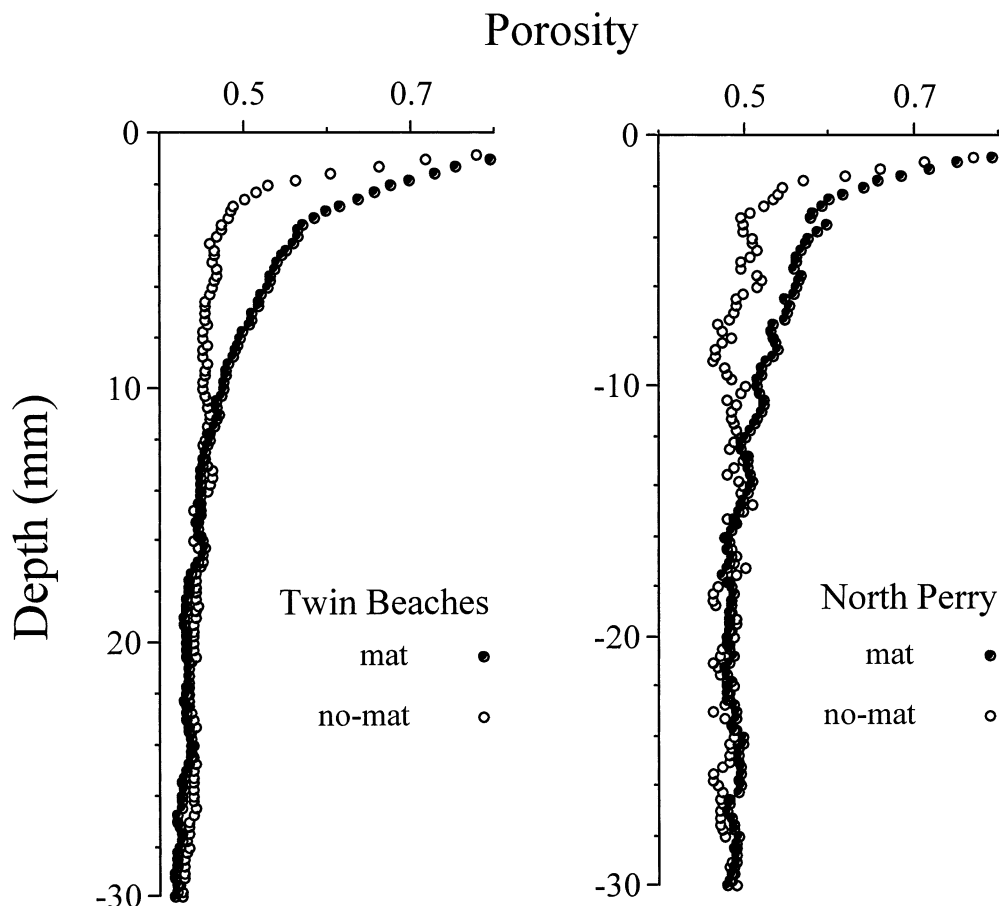 Porosity
0.5 0.7
0
10
20
-30
Depth (mm)
Twin Beaches
mat
no-mat
0.5 0.7
0
-10
-20
-30
North Perry
mat
no-mat